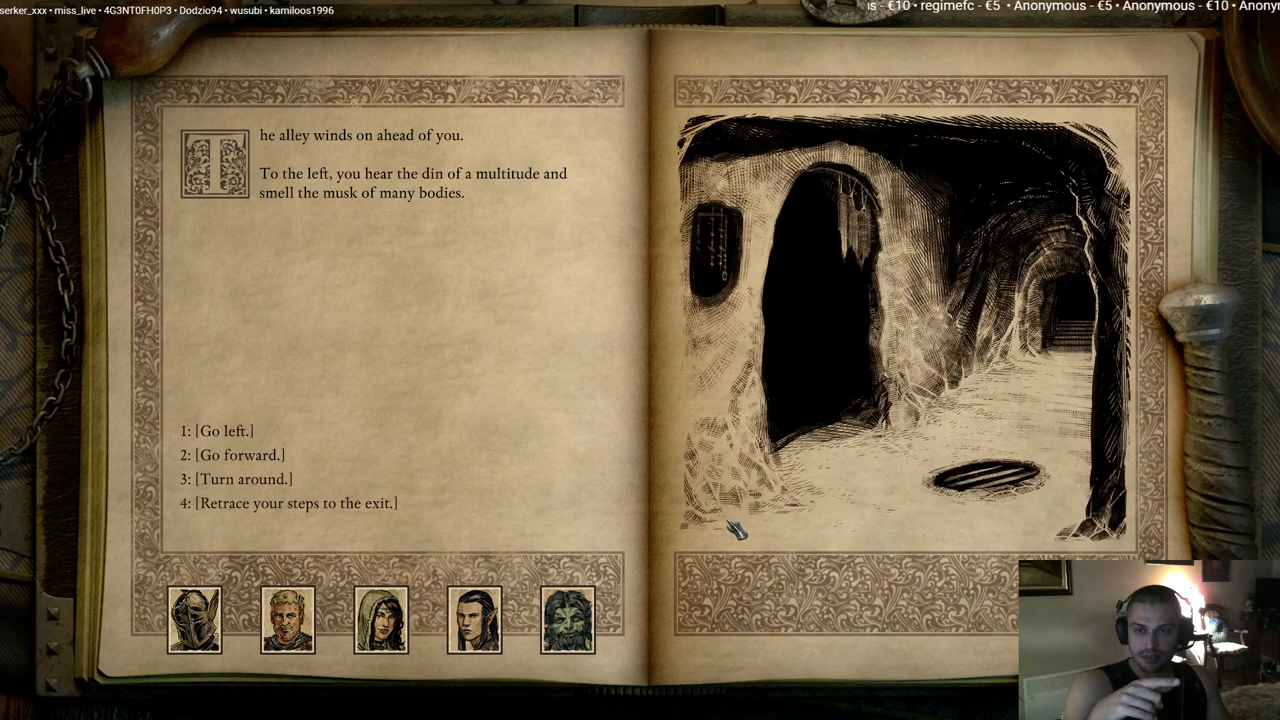 serker_xxx • miss_live • 4G3NT0FH0P3 • Dodzio94 • wusubi • kamiloos1996
is - €10 • regimefc - €5 • Anonymous - €5 • Anonymous - €10 • Anony
The alley winds on ahead of you.
To the left, you hear the din of a multitude and
smell the musk of many bodies.
1: [Go left.]
2: [Go forward.]
3: [Turn around.]
4: [Retrace your steps to the exit.]